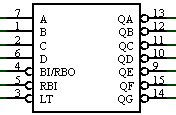 7 A QA 13
1 B QB 12
2 C QC 11
6 D QD 10
4 BI/RBO QE 9
5 RBI QF 15
3 LT QG 14